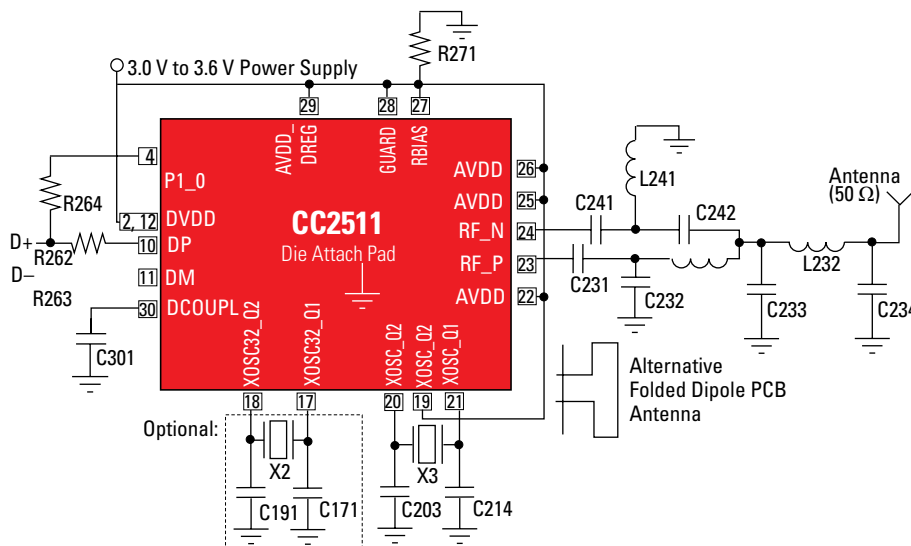 R271
3.0 V to 3.6 V Power Supply
29
28
27
AVDD_
DREG
GUARD
RBIAS
4
P1_0
R264
2, 12
DVDD
D+
R262
10
DP
D–
11
DM
R263
30
DCOUPL
C301
CC2511
Die Attach Pad
AVDD
26
AVDD
25
RF_N
24
RF_P
23
AVDD
22
L241
C241
C242
C231
C232
Antenna
(50 Ω)
L232
C233
C234
XOSC32_Q2
XOSC32_Q1
XOSC_Q2
XOSC_Q2
XOSC_Q1
18
17
20
19
21
Alternative
Folded Dipole PCB
Antenna
Optional:
X2
X3
C191
C171
C203
C214